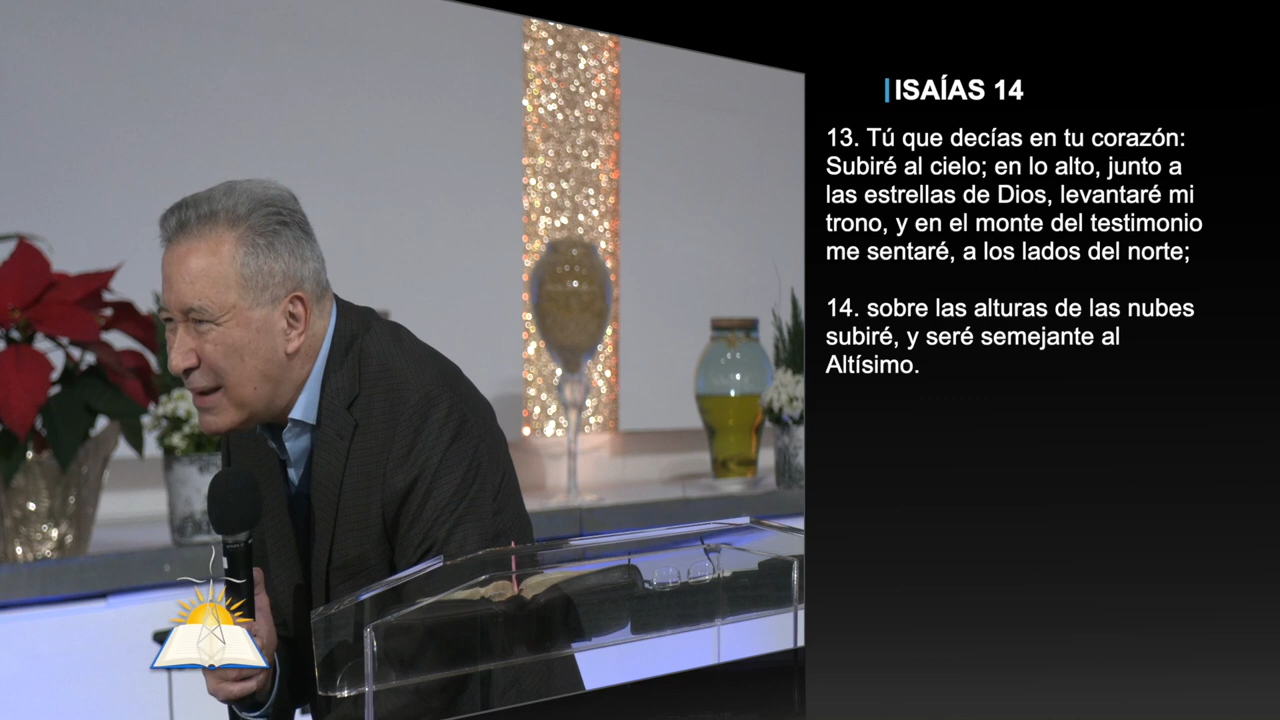 ISAÍAS 14
13. Tú que decías en tu corazón:
Subiré al cielo; en lo alto, junto a
las estrellas de Dios, levantaré mi
trono, y en el monte del testimonio
me sentaré, a los lados del norte;
14. sobre las alturas de las nubes
subiré, y seré semejante al
Altísimo.